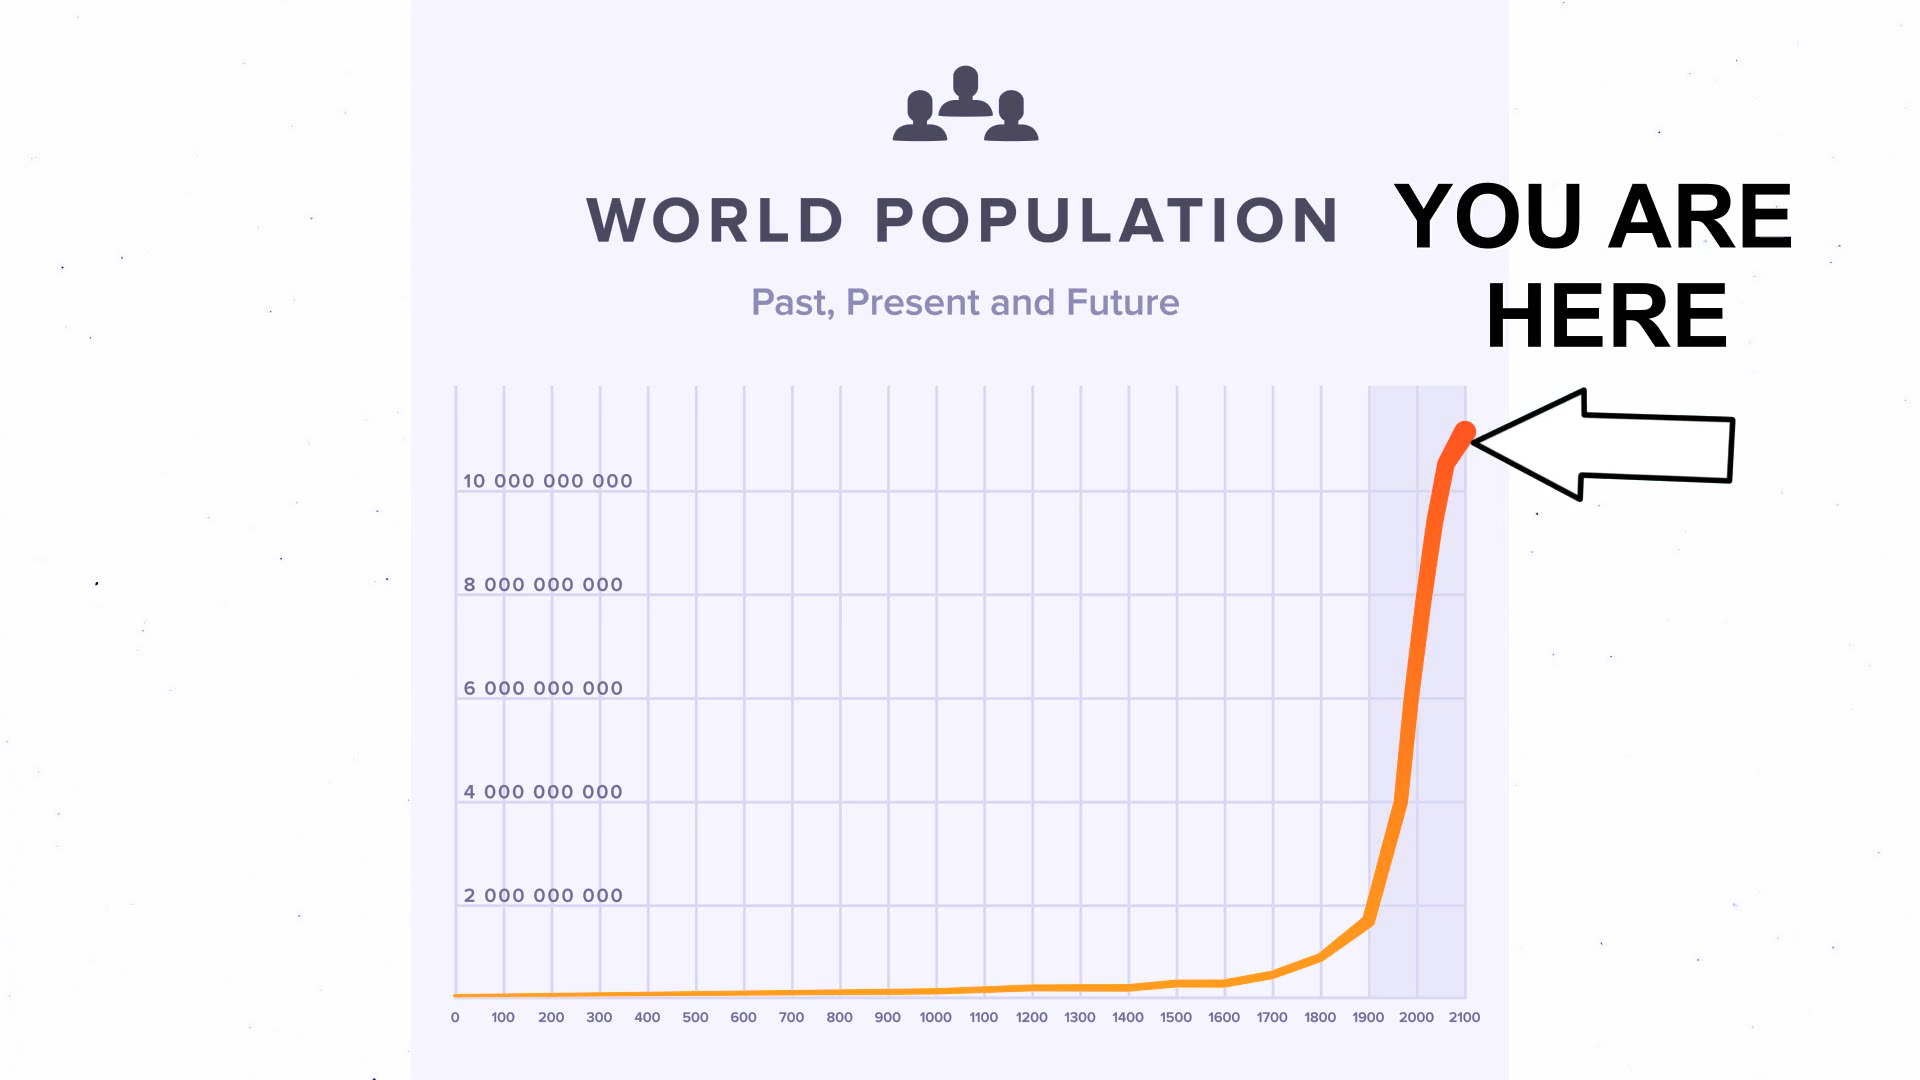 WORLD POPULATION
Past, Present and Future
YOU ARE
HERE
10 000 000 000
8 000 000 000
6 000 000 000
4 000 000 000
2 000 000 000
0 100 200 300 400 500 600 700 800 900 1000 1100 1200 1300 1400 1500 1600 1700 1800 1900 2000 2100